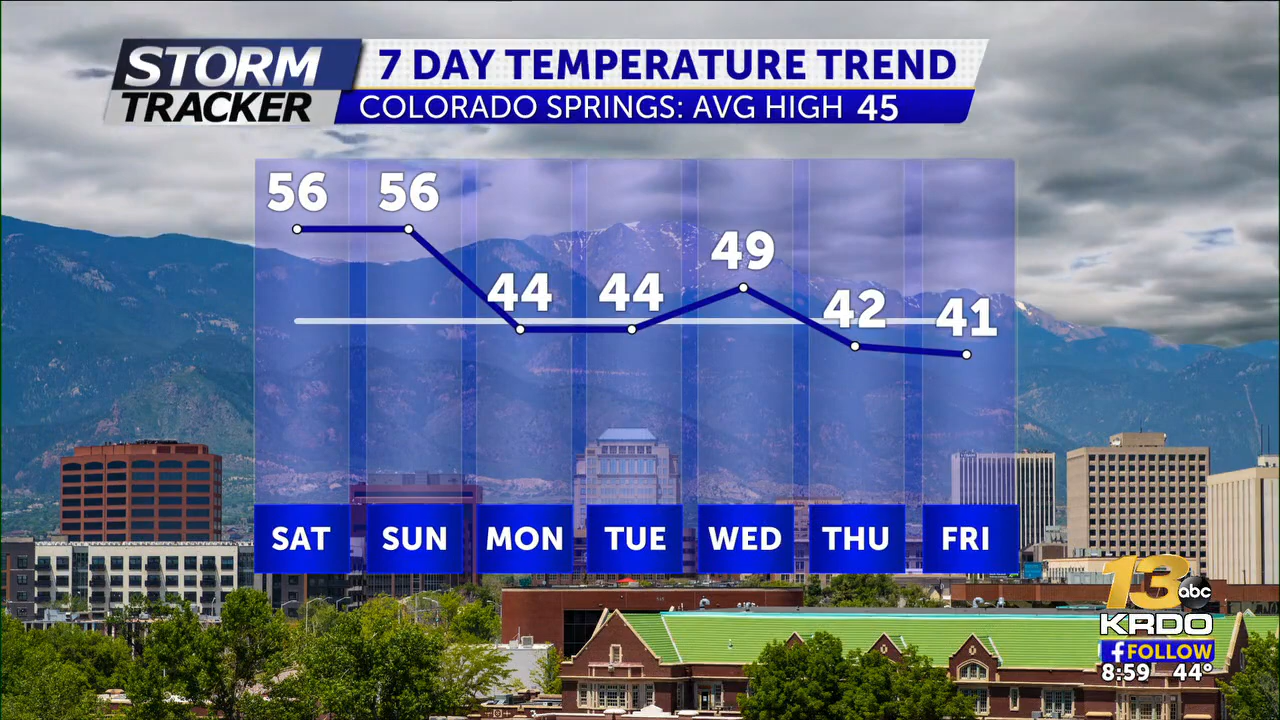 STORM
TRACKER
7 DAY TEMPERATURE TREND
COLORADO SPRINGS: AVG HIGH 45
56 56 44 44 49 42 41
SAT SUN MON TUE WED THU FRI
13 abc
KRDO
f FOLLOW
8:59 44°